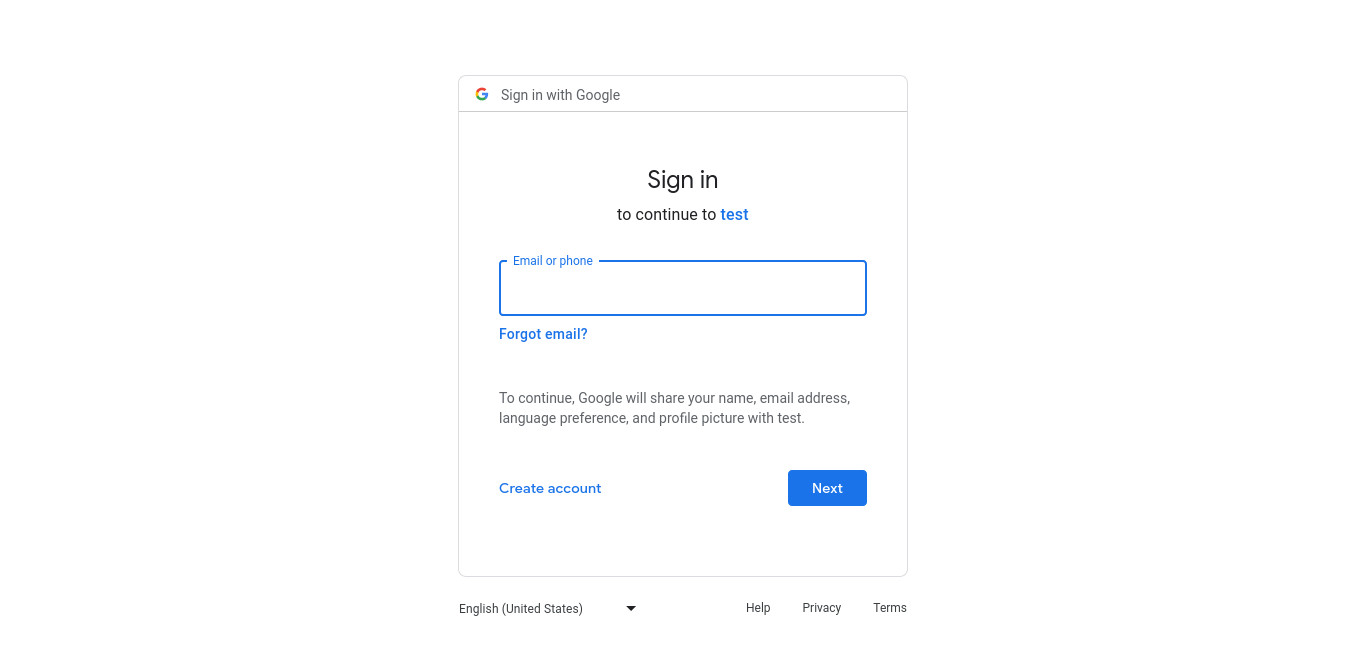 Sign in with Google
Sign in
to continue to test
Email or phone
Forgot email?
To continue, Google will share your name, email address,
language preference, and profile picture with test.
Create account
Next
English (United States)
Help
Privacy
Terms